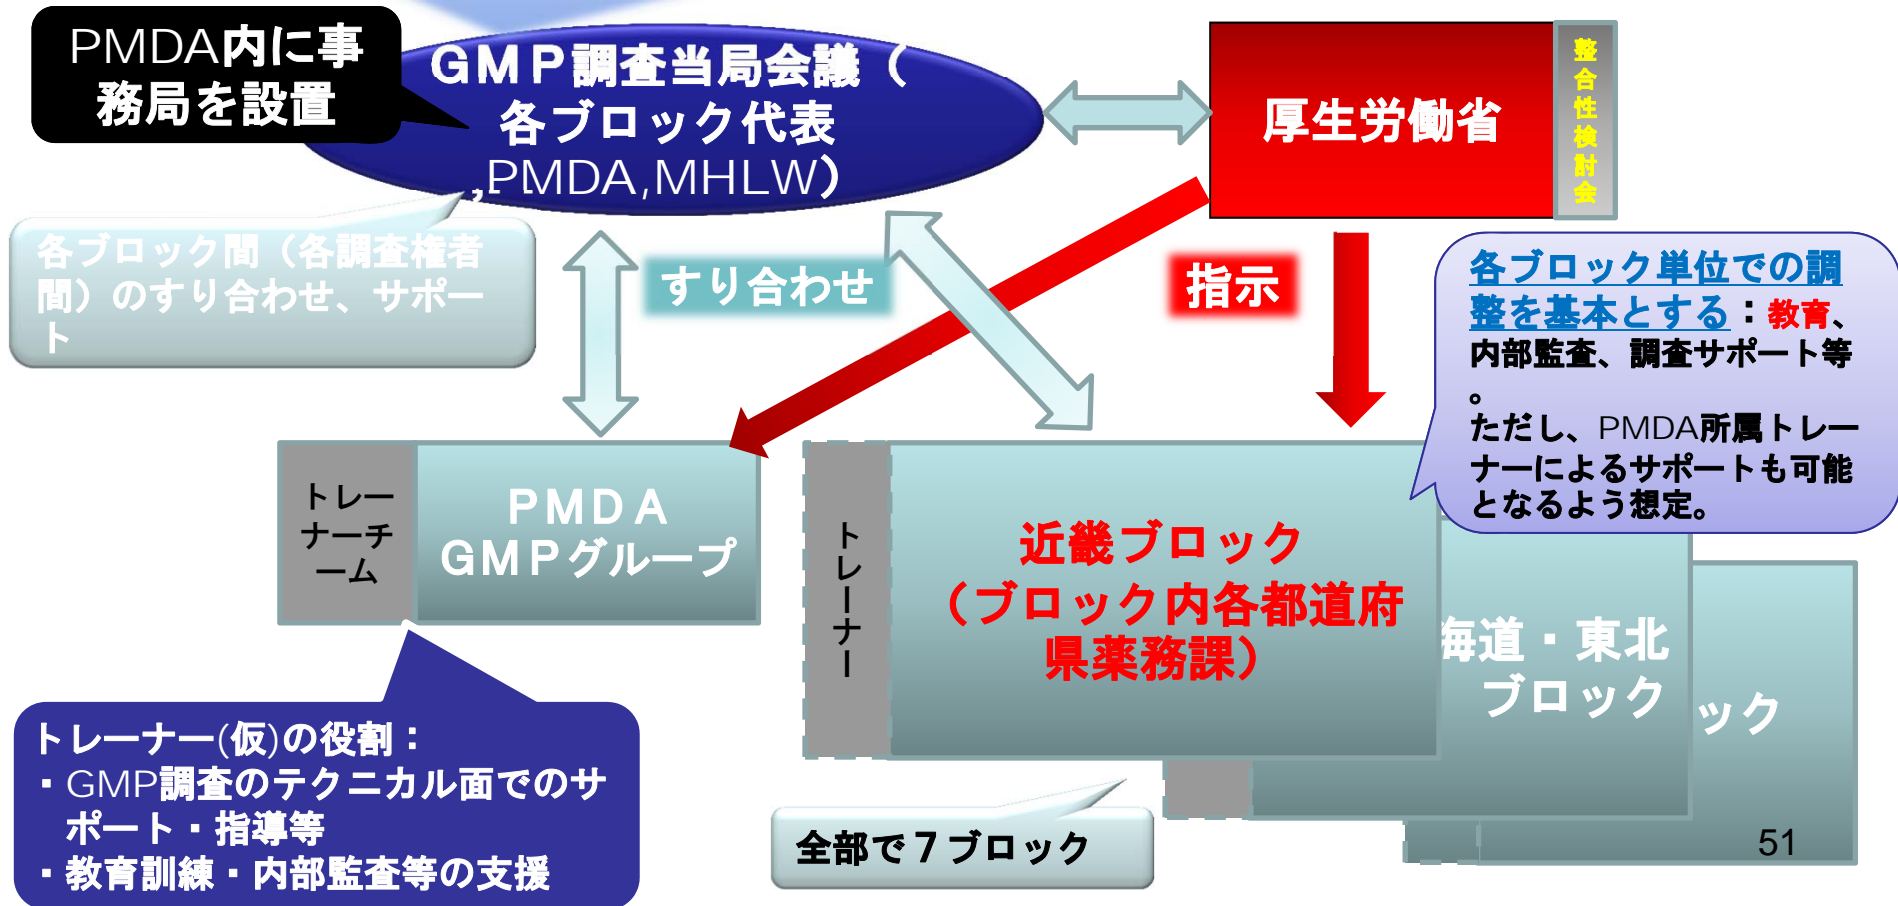 PMDA内に事
務局を設置
GMP調査当局会議（
各ブロック代表
,PMDA,MHLW）
厚生労働省
整合性検討会
各ブロック間（各調査権者
間）のすり合わせ、サポー
ト
すり合わせ
指示
各ブロック単位での調
整を基本とする：教育、
内部監査、調査サポート等
。
ただし、PMDA所属トレー
ナーによるサポートも可能
となるよう想定。
トレー
ナーチ
ーム
PMDA
GMPグループ
トレーナー
近畿ブロック
（ブロック内各都道府
県薬務課）
海道・東北
ブロック
ック
トレーナー(仮)の役割：
・GMP調査のテクニカル面でのサ
ポート・指導等
・教育訓練・内部監査等の支援
全部で７ブロック
51